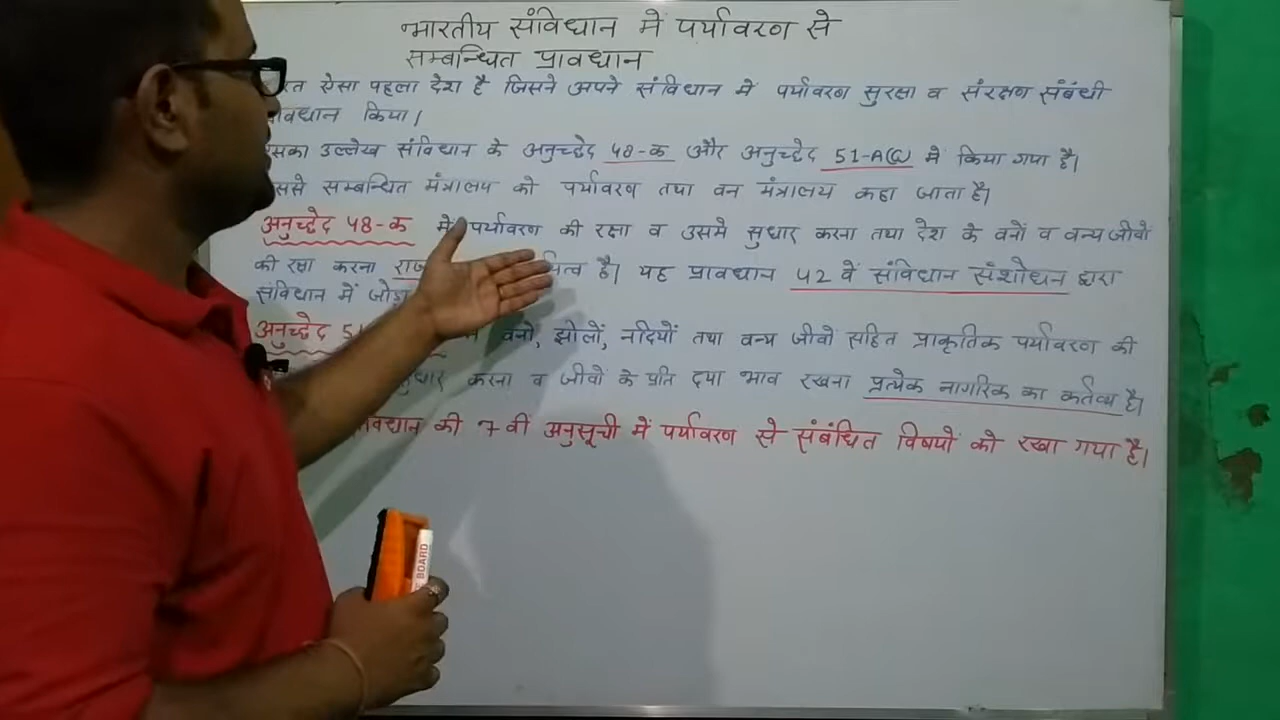 भारतीय संविधान में पर्यावरण से
सम्बन्धित प्रावधान
ऐसा पहला देश है जिसने अपने संविधान में पर्यावरण सुरक्षा व संरक्षण संबंधी
किया।
उल्लेख संविधान के अनुच्छेद 48-क और अनुच्छेद 51-A(G) में किया गया है।
सम्बन्धित मंत्रालय को पर्यावरण तथा वन मंत्रालय कहा जाता है।
अनुच्छेद 48-क में पर्यावरण की रक्षा व उसमे सुधार करना तथा देश के वनों व वन्य जीवों
की रक्षा करना है। यह प्रावधान 42 वें संविधान संशोधन द्वारा
संविधान में
अनुच्छेद वनों, झीलों, नदियों तथा वन्य जीवों सहित प्राकृतिक पर्यावरण की
करना व जीवों के प्रति दया भाव रखना प्रत्येक नागरिक का कर्तव्य है।
की 7 वीं अनुसूची में पर्यावरण से संबंधित विषयों को रखा गया है।
BOARD